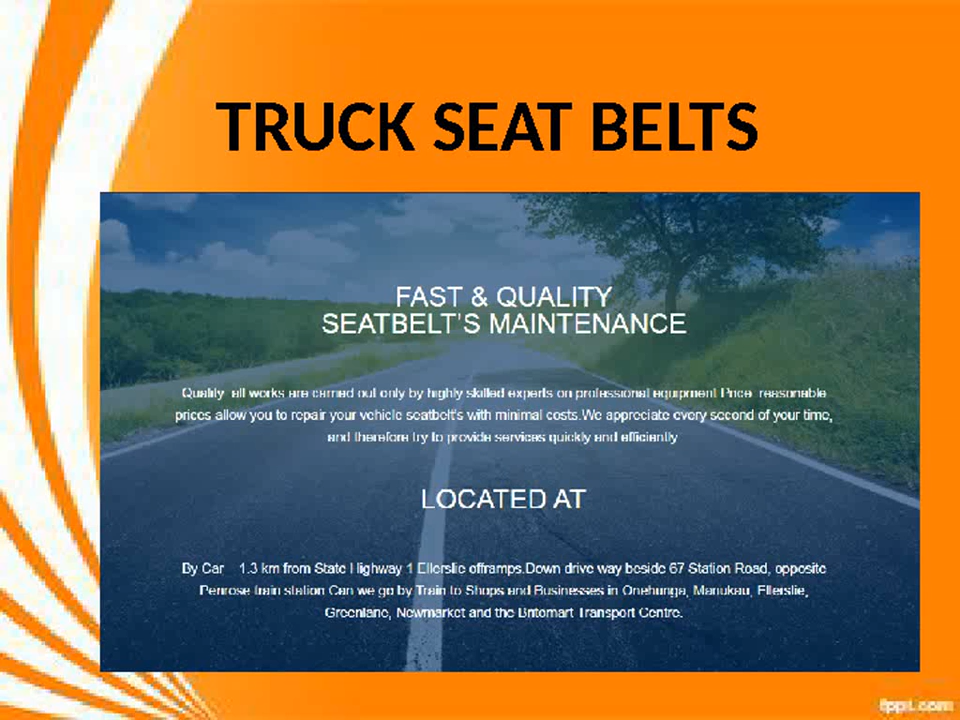 TRUCK SEAT BELTS
FAST & QUALITY
SEATBELT'S MAINTENANCE
Quality all works are carried out only by highly skilled experts on professional equipment Price reasonable
prices allow you to repair your vehicle seatbelt's with minimal costs.We appreciate every second of your time,
and therefore try to provide services quickly and efficiently
LOCATED AT
By Car 1.3 km from State Highway 1 Ellerslie offramps.Down drive way beside 67 Station Road, opposite
Penrose train station Can we go by Train to Shops and Businesses in Onehunga, Manukau, Ellerslie,
Greenlane, Newmarket and the Britomart Transport Centre.
fppt.com